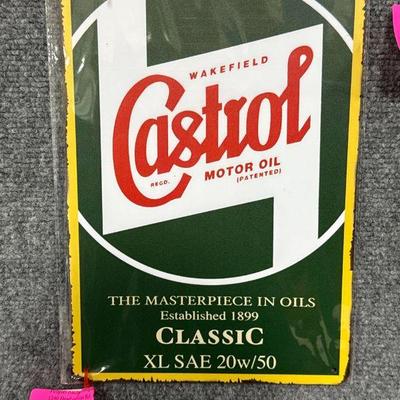 WAKEFIELD
Castrol
REGD. MOTOR OIL
(PATENTED)
THE MASTERPIECE IN OILS
Established 1899
CLASSIC
XL SAE 20w/50